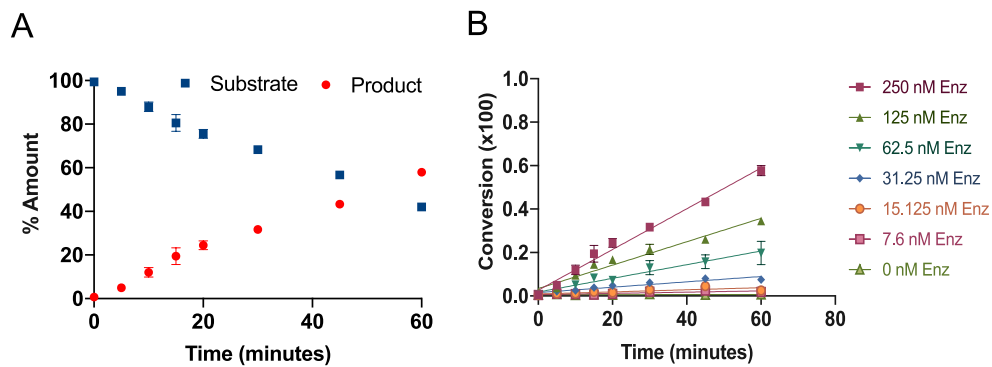 A
B
Substrate
Product
100
80
60
40
20
0
% Amount
0
20
40
60
Time (minutes)
1.0
0.8
0.6
0.4
0.2
0.0
Conversion (x100)
0
20
40
60
80
Time (minutes)
250 nM Enz
125 nM Enz
62.5 nM Enz
31.25 nM Enz
15.125 nM Enz
7.6 nM Enz
0 nM Enz